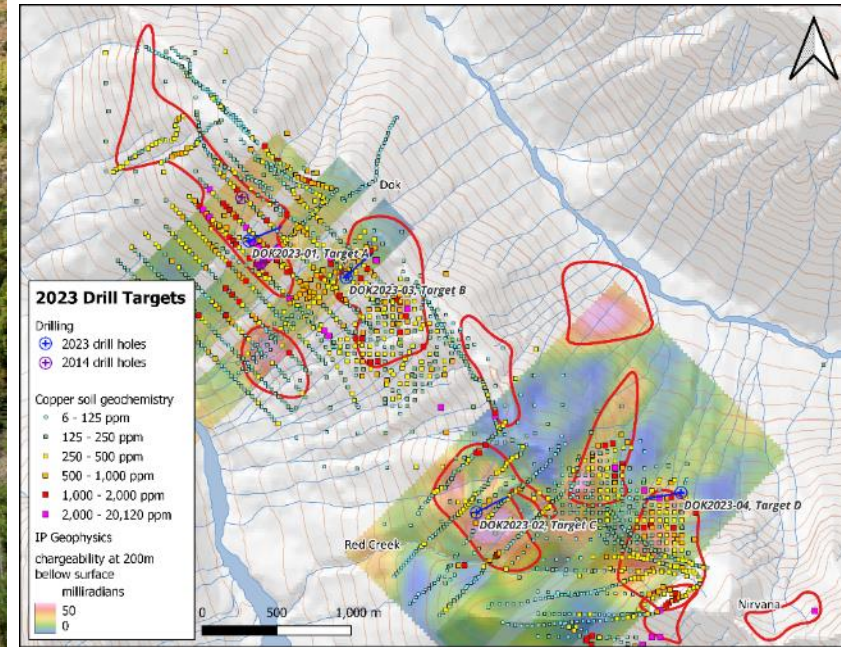 Dok
DOK2023-01, Target A
DOK2023-03, Target B
2023 Drill Targets
Drilling
2023 drill holes
2014 drill holes
Copper soil geochemistry
6 - 125 ppm
125 - 250 ppm
250 - 500 ppm
500 - 1,000 ppm
1,000 - 2,000 ppm
2,000 - 20,120 ppm
IP Geophysics
chargeability at 200m
bellow surface
milliradians
50
0
DOK2023-04, Target D
DOK2023-02, Target C
Red Creek
Nirvana
0 500 1,000 m